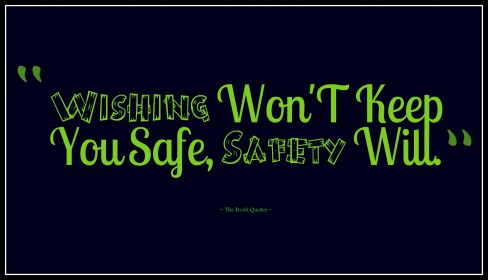 " Wishing Won'T Keep
You Safe, Safety Will. "
~ The Fresh Quotes ~